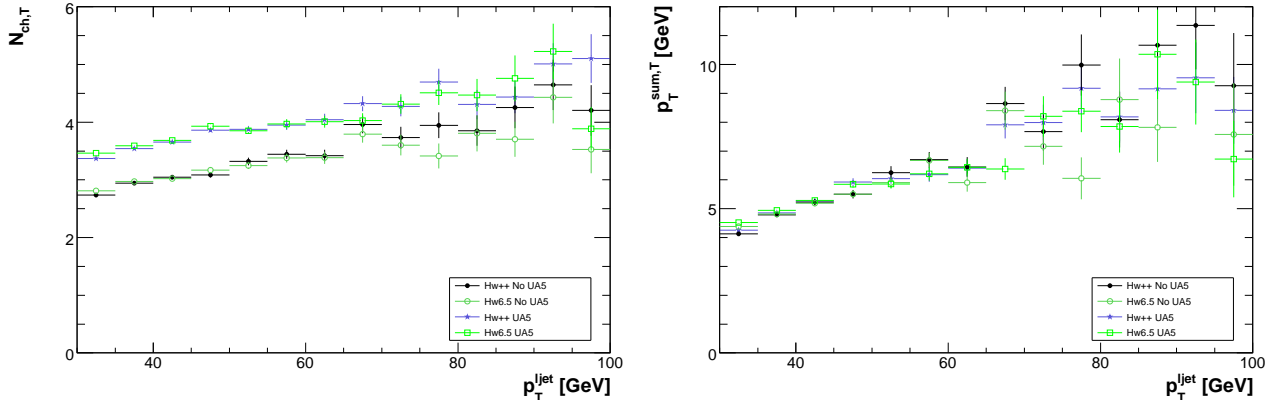 N_ch,T
6
4
2
0
40
60
80
100
p_T^ljet [GeV]
Hw++ No UA5
Hw6.5 No UA5
Hw++ UA5
Hw6.5 UA5
p_T^sum,T [GeV]
10
5
0
40
60
80
100
p_T^ljet [GeV]
Hw++ No UA5
Hw6.5 No UA5
Hw++ UA5
Hw6.5 UA5